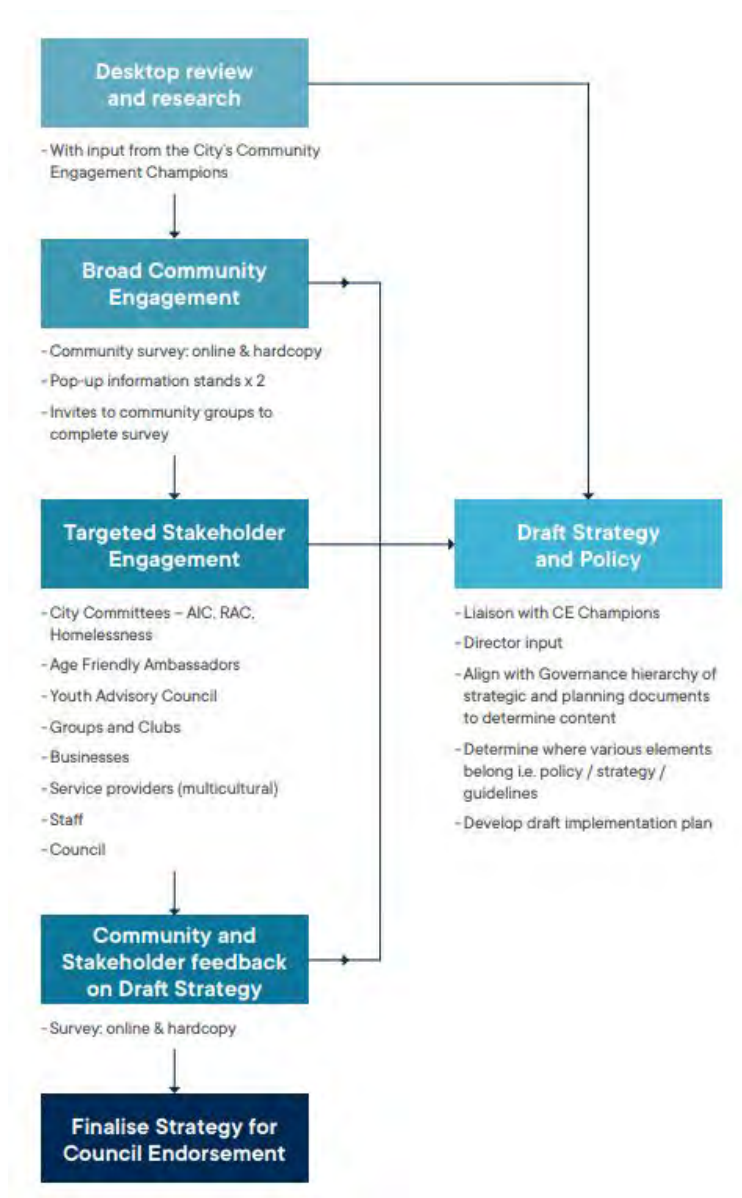 Desktop review
and research
- With input from the City's Community
Engagement Champions
Broad Community
Engagement
- Community survey: online & hardcopy
- Pop-up information stands x 2
- Invites to community groups to
complete survey
Targeted Stakeholder
Engagement
- City Committees – AIC, RAC,
Homelessness
- Age Friendly Ambassadors
- Youth Advisory Council
- Groups and Clubs
- Businesses
- Service providers (multicultural)
- Staff
- Council
Draft Strategy
and Policy
- Liaison with CE Champions
- Director input
- Align with Governance hierarchy of
strategic and planning documents
to determine content
- Determine where various elements
belong i.e. policy / strategy /
guidelines
- Develop draft implementation plan
Community and
Stakeholder feedback
on Draft Strategy
- Survey: online & hardcopy
Finalise Strategy for
Council Endorsement